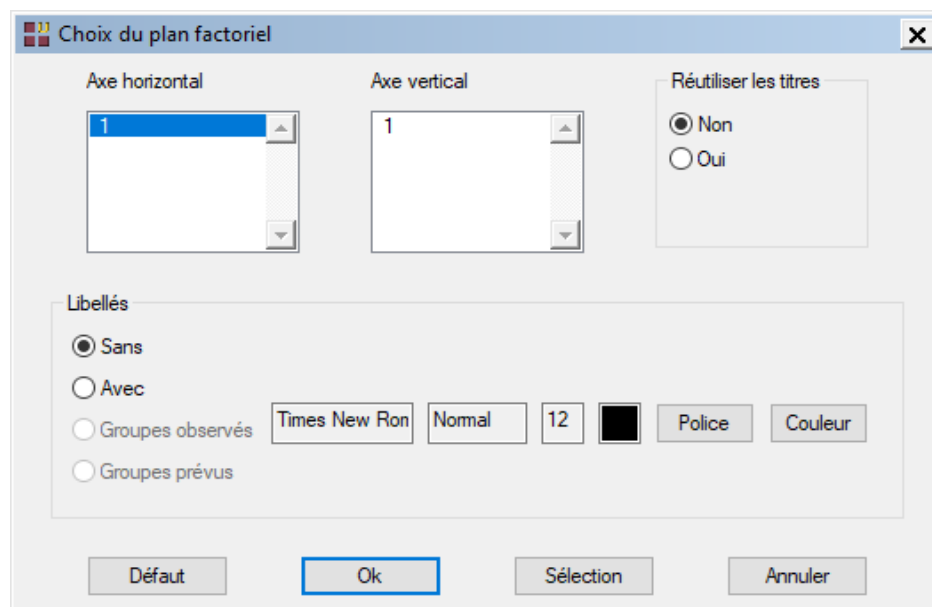 Choix du plan factoriel
Axe horizontal
Axe vertical
Réutiliser les titres
1
1
Non
Oui
Libellés
Sans
Avec
Groupes observés
Times New Ron
Normal
12
Police
Couleur
Groupes prévus
Défaut
Ok
Sélection
Annuler